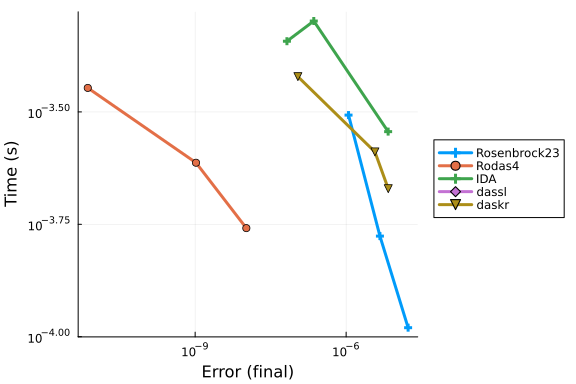 Time (s)
10^−3.50
10^−3.75
10^−4.00
10^−9
10^−6
Error (final)
Rosenbrock23
Rodas4
IDA
dassl
daskr